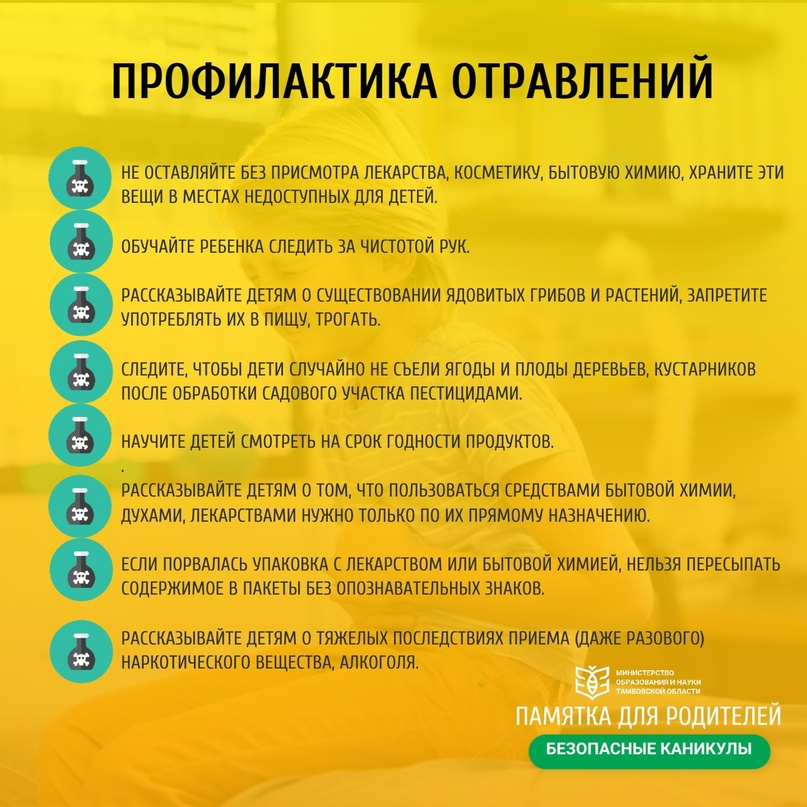 ПРОФИЛАКТИКА ОТРАВЛЕНИЙ
НЕ ОСТАВЛЯЙТЕ БЕЗ ПРИСМОТРА ЛЕКАРСТВА, КОСМЕТИКУ, БЫТОВУЮ ХИМИЮ, ХРАНИТЕ ЭТИ
ВЕЩИ В МЕСТАХ НЕДОСТУПНЫХ ДЛЯ ДЕТЕЙ.
ОБУЧАЙТЕ РЕБЕНКА СЛЕДИТЬ ЗА ЧИСТОТОЙ РУК.
РАССКАЗЫВАЙТЕ ДЕТЯМ О СУЩЕСТВОВАНИИ ЯДОВИТЫХ ГРИБОВ И РАСТЕНИЙ, ЗАПРЕТИТЕ
УПОТРЕБЛЯТЬ ИХ В ПИЩУ, ТРОГАТЬ.
СЛЕДИТЕ, ЧТОБЫ ДЕТИ СЛУЧАЙНО НЕ СЪЕЛИ ЯГОДЫ И ПЛОДЫ ДЕРЕВЬЕВ, КУСТАРНИКОВ
ПОСЛЕ ОБРАБОТКИ САДОВОГО УЧАСТКА ПЕСТИЦИДАМИ.
НАУЧИТЕ ДЕТЕЙ СМОТРЕТЬ НА СРОК ГОДНОСТИ ПРОДУКТОВ.
.
РАССКАЗЫВАЙТЕ ДЕТЯМ О ТОМ, ЧТО ПОЛЬЗОВАТЬСЯ СРЕДСТВАМИ БЫТОВОЙ ХИМИИ,
ДУХАМИ, ЛЕКАРСТВАМИ НУЖНО ТОЛЬКО ПО ИХ ПРЯМОМУ НАЗНАЧЕНИЮ.
ЕСЛИ ПОРВАЛАСЬ УПАКОВКА С ЛЕКАРСТВОМ ИЛИ БЫТОВОЙ ХИМИЕЙ, НЕЛЬЗЯ ПЕРЕСЫПАТЬ
СОДЕРЖИМОЕ В ПАКЕТЫ БЕЗ ОПОЗНАВАТЕЛЬНЫХ ЗНАКОВ.
РАССКАЗЫВАЙТЕ ДЕТЯМ О ТЯЖЕЛЫХ ПОСЛЕДСТВИЯХ ПРИЕМА (ДАЖЕ РАЗОВОГО)
НАРКОТИЧЕСКОГО ВЕЩЕСТВА, АЛКОГОЛЯ.
МИНИСТЕРСТВО
ОБРАЗОВАНИЯ И НАУКИ
ТАМБОВСКОЙ ОБЛАСТИ
ПАМЯТКА ДЛЯ РОДИТЕЛЕЙ
БЕЗОПАСНЫЕ КАНИКУЛЫ